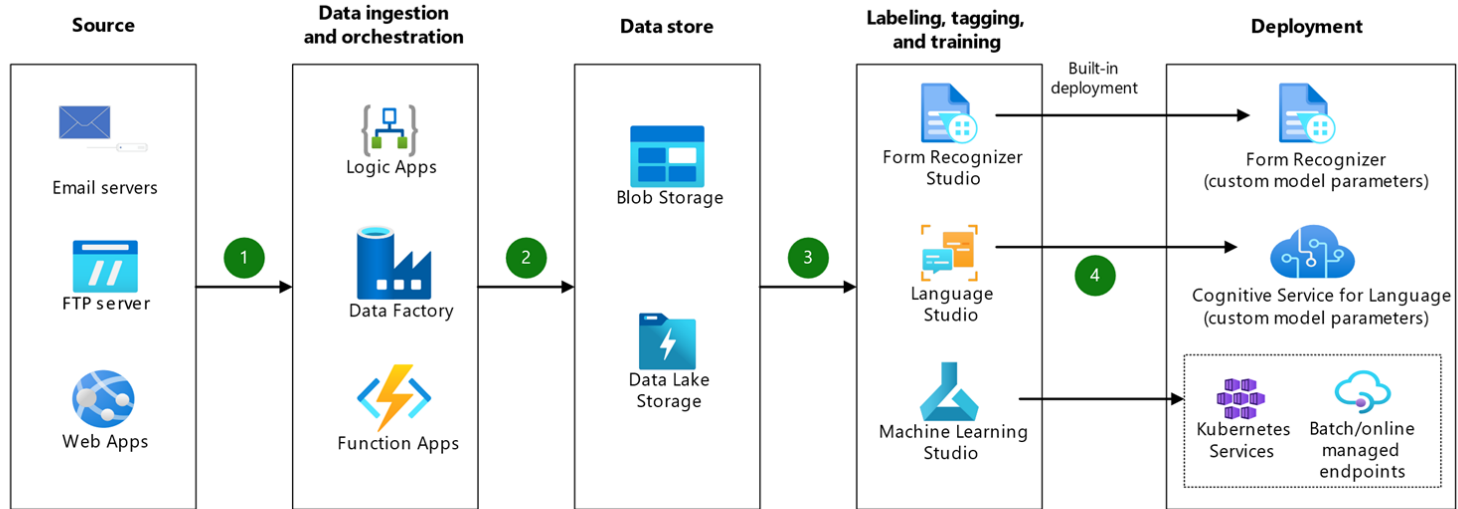 Source
Data ingestion
and orchestration
Data store
Labeling, tagging,
and training
Deployment
Email servers
FTP server
Web Apps
1
Logic Apps
Data Factory
Function Apps
2
Blob Storage
Data Lake
Storage
3
Form Recognizer
Studio
Language
Studio
Machine Learning
Studio
Built-in
deployment
4
Form Recognizer
(custom model parameters)
Cognitive Service for Language
(custom model parameters)
Kubernetes
Services
Batch/online
managed
endpoints